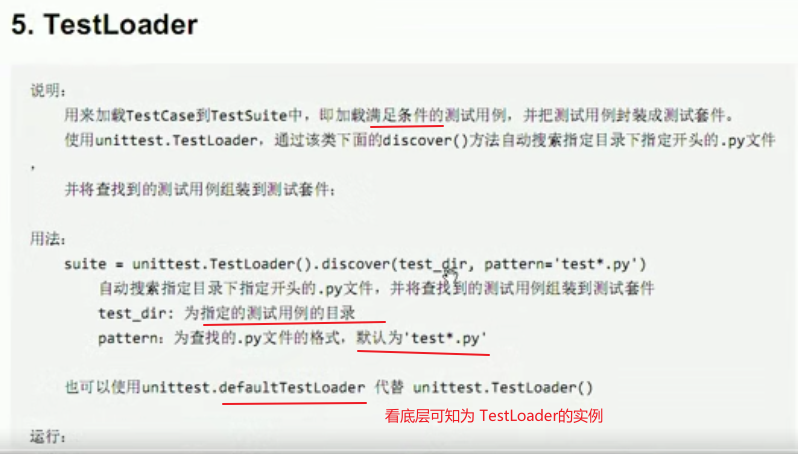 5. TestLoader
说明:
用来加载TestCase到TestSuite中，即加载满足条件的测试用例，并把测试用例封装成测试套件。
使用unittest.TestLoader，通过该类下面的discover()方法自动搜索指定目录下指定开头的.py文件
，
并将查找到的测试用例组装到测试套件;
用法:
suite = unittest.TestLoader().discover(test_dir, pattern='test*.py')
自动搜索指定目录下指定开头的.py文件，并将查找到的测试用例组装到测试套件
test_dir: 为指定的测试用例的目录
pattern: 为查找的.py文件的格式，默认为'test*.py'
也可以使用unittest.defaultTestLoader 代替 unittest.TestLoader()
看底层可知为 TestLoader的实例
运行: